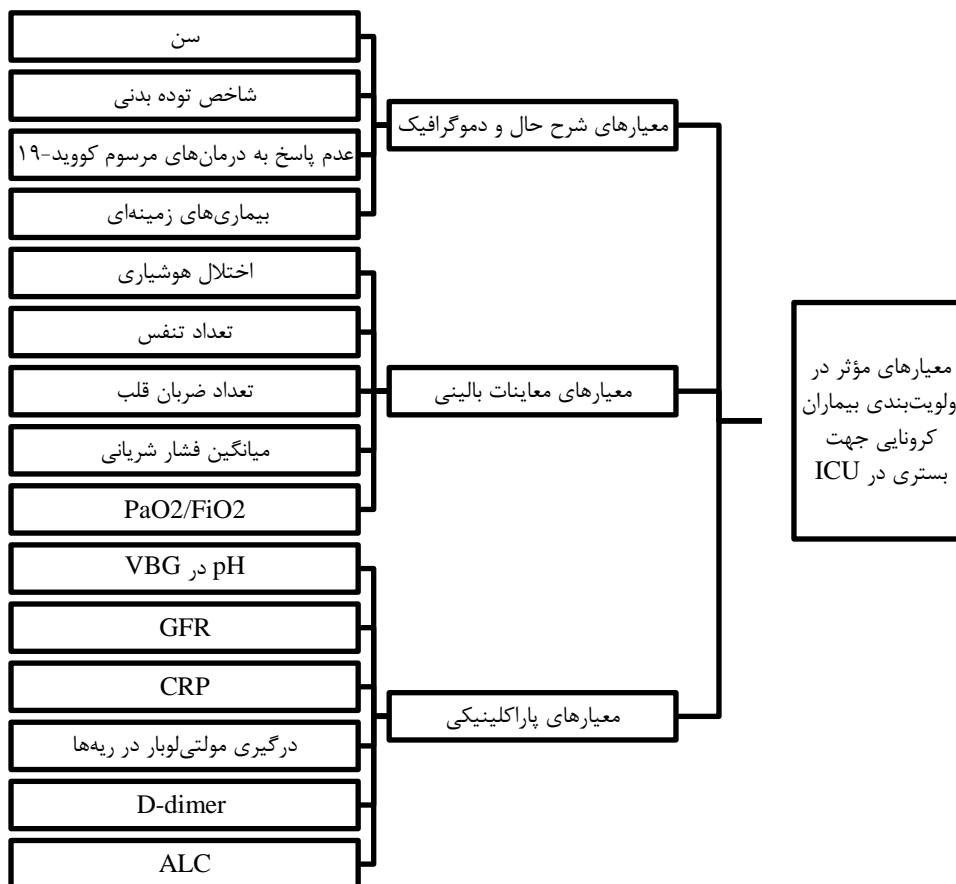 معیارهای مؤثر در
ولویت‌بندی بیماران
کرونایی جهت
بستری در ICU
معیارهای شرح حال و دموگرافیک
سن
شاخص توده بدنی
عدم پاسخ به درمان‌های مرسوم کووید-۱۹
بیماری‌های زمینه‌ای
معیارهای معاینات بالینی
اختلال هوشیاری
تعداد تنفس
تعداد ضربان قلب
میانگین فشار شریانی
PaO2/FiO2
معیارهای پاراکلینیکی
pH در VBG
GFR
CRP
درگیری مولتی‌لوبار در ریه‌ها
D-dimer
ALC